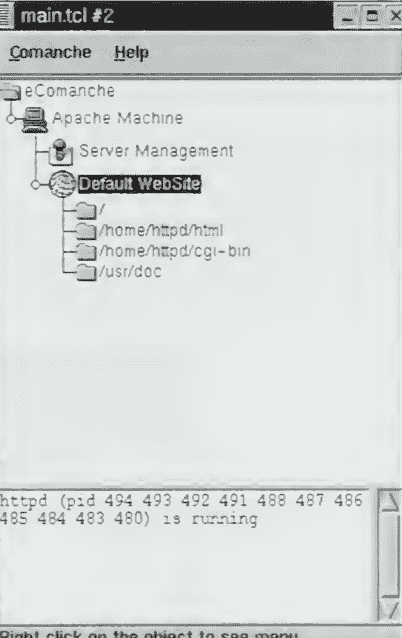 main.tcl #2
Comanche Help
eComanche
Apache Machine
Server Management
Default WebSite
/
/home/httpd/html
/home/httpd/cgi-bin
/usr/doc
httpd (pid 494 493 492 491 488 487 486
485 484 483 480) is running
Right click on the object to see menu